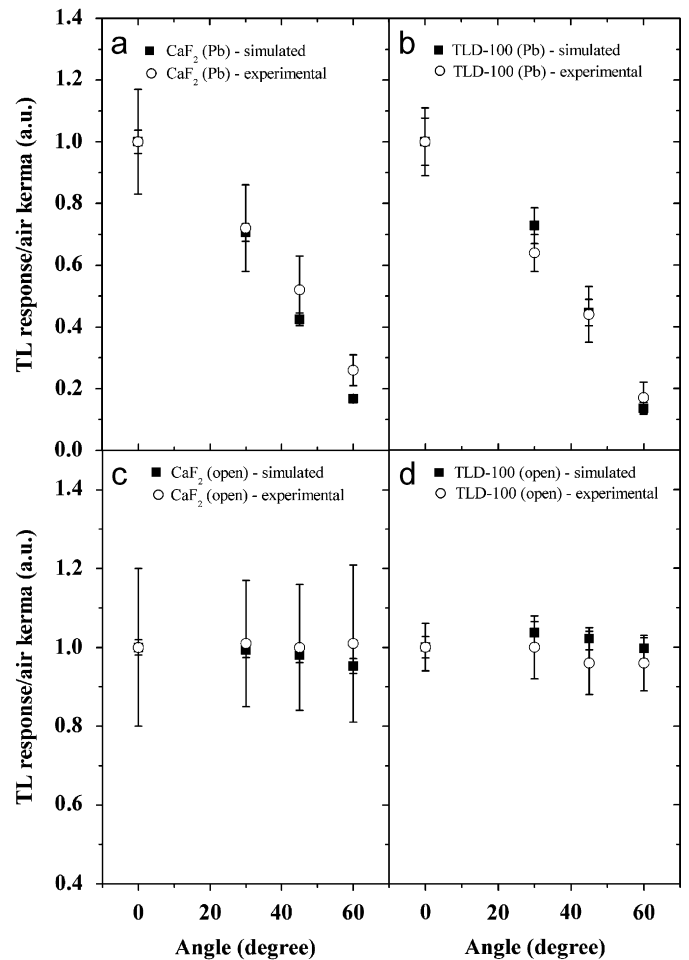 a
CaF2 (Pb) - simulated
CaF2 (Pb) - experimental
b
TLD-100 (Pb) - simulated
TLD-100 (Pb) - experimental
1.4
1.2
1.0
0.8
0.6
0.4
0.2
0.0
TL response/air kerma (a.u.)
c
CaF2 (open) - simulated
CaF2 (open) - experimental
d
TLD-100 (open) - simulated
TLD-100 (open) - experimental
1.4
1.2
1.0
0.8
0.6
0.4
TL response/air kerma (a.u.)
0 20 40 60
0 20 40 60
Angle (degree)
Angle (degree)